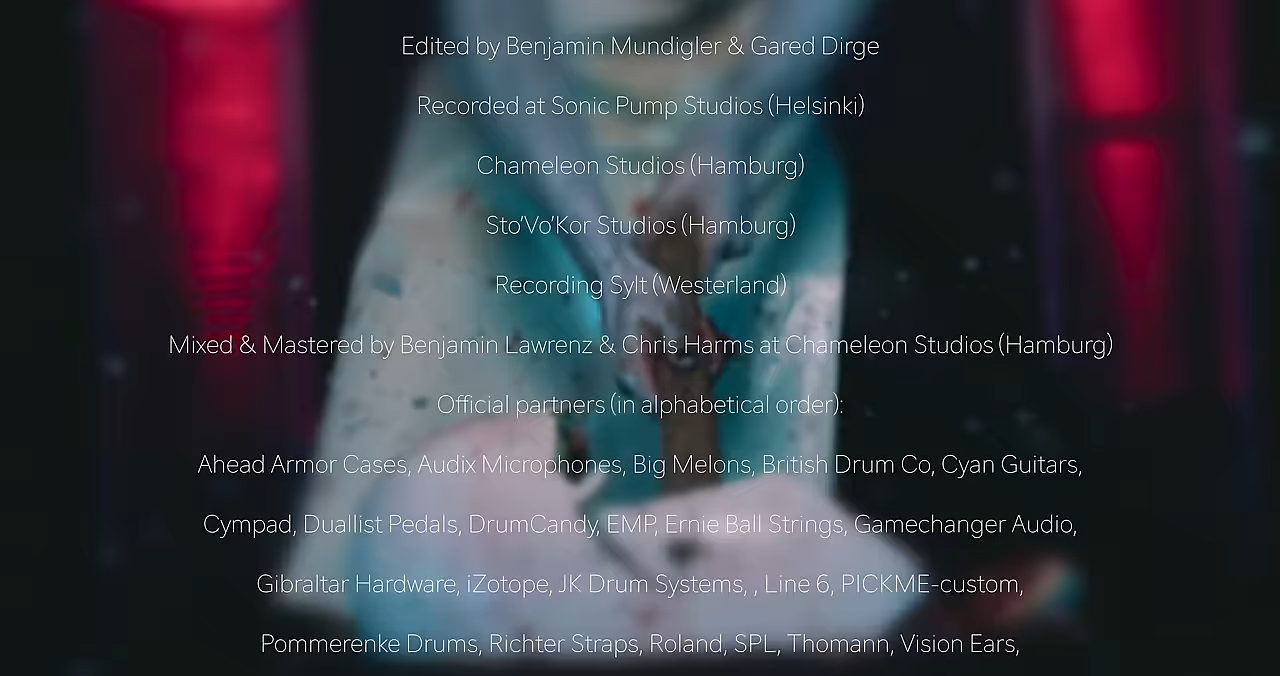 Edited by Benjamin Mundigler & Gared Dirge
Recorded at Sonic Pump Studios (Helsinki)
Chameleon Studios (Hamburg)
Sto’Vo’Kor Studios (Hamburg)
Recording Sylt (Westerland)
Mixed & Mastered by Benjamin Lawrenz & Chris Harms at Chameleon Studios (Hamburg)
Official partners (in alphabetical order):
Ahead Armor Cases, Audix Microphones, Big Melons, British Drum Co, Cyan Guitars,
Cympad, Duallist Pedals, DrumCandy, EMP, Ernie Ball Strings, Gamechanger Audio,
Gibraltar Hardware, iZotope, JK Drum Systems, , Line 6, PICKME-custom,
Pommerenke Drums, Richter Straps, Roland, SPL, Thomann, Vision Ears,